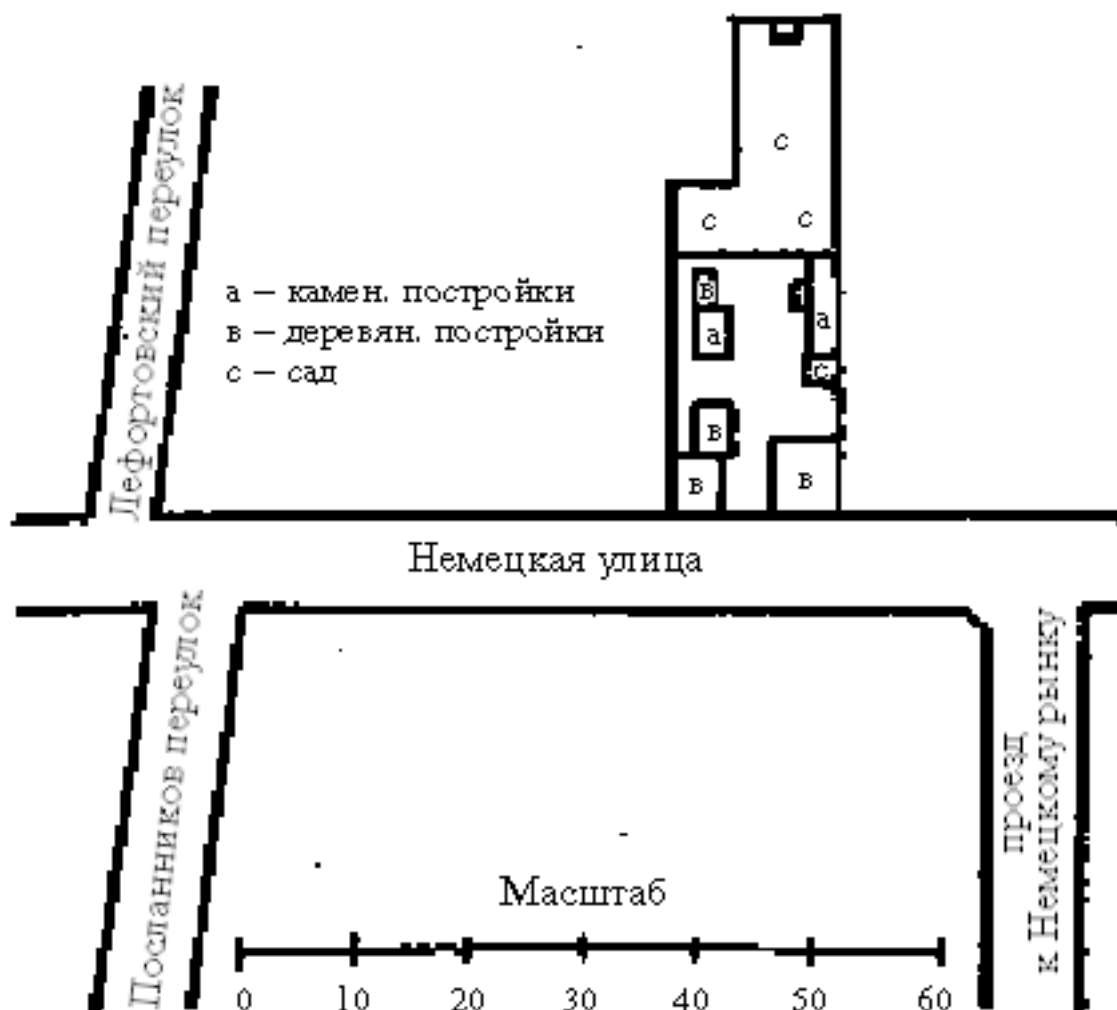 Лефортовский переулок
с
с с
а – камен. постройки
в – деревян. постройки
с – сад
в
а
а
с
в
в
в
Немецкая улица
Посланников переулок
проезд
к Немецкому рынку
Масштаб
0 10 20 30 40 50 60